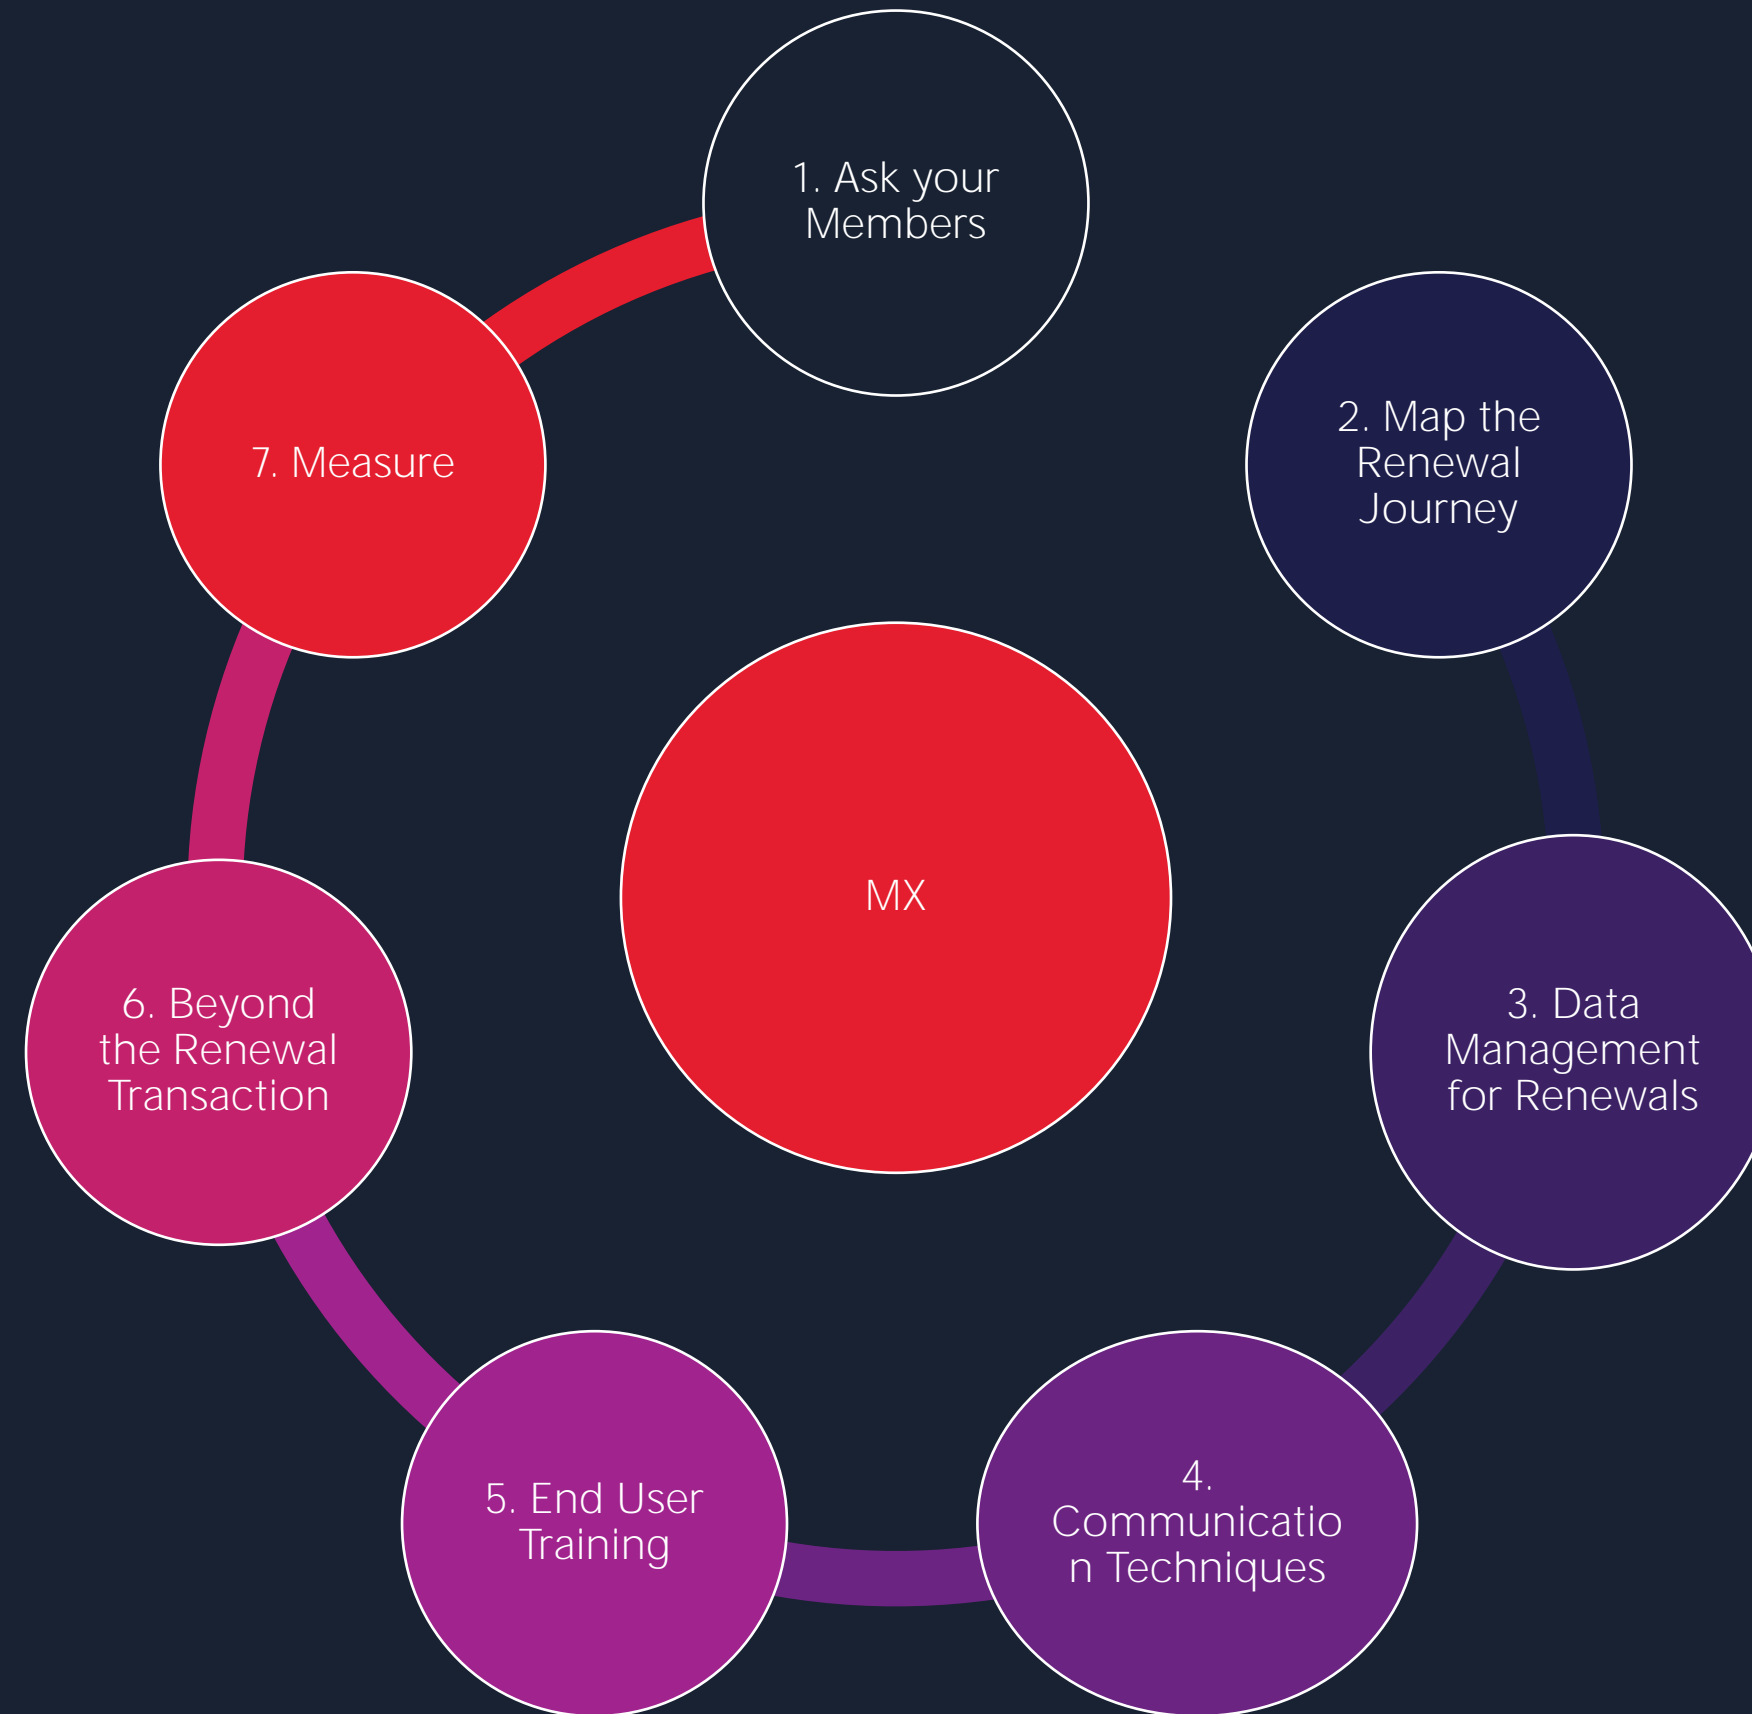 1. Ask your
Members
2. Map the
Renewal
Journey
3. Data
Management
for Renewals
4.
Communicatio
n Techniques
5. End User
Training
6. Beyond
the Renewal
Transaction
7. Measure
MX